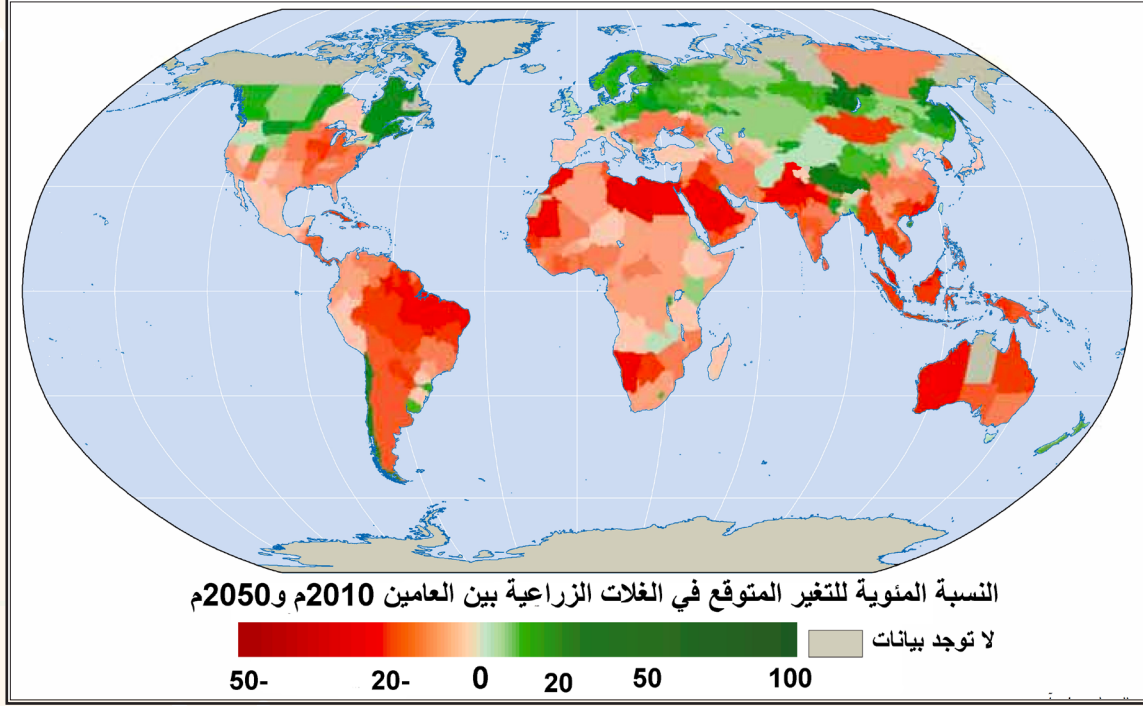 النسبة المئوية للتغير المتوقع في الغلات الزراعية بين العامين 2010م و2050م
لا توجد بيانات
50- 20- 0 20 50 100